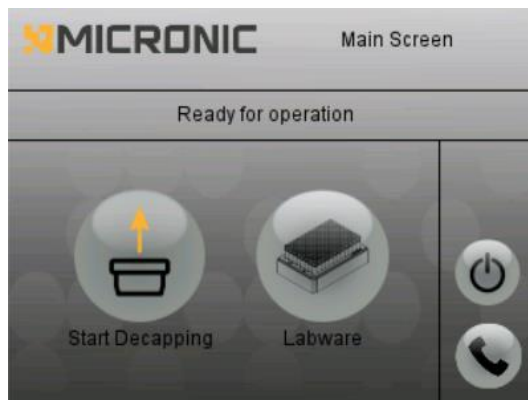 MICRONIC
Main Screen
Ready for operation
Start Decapping
Labware